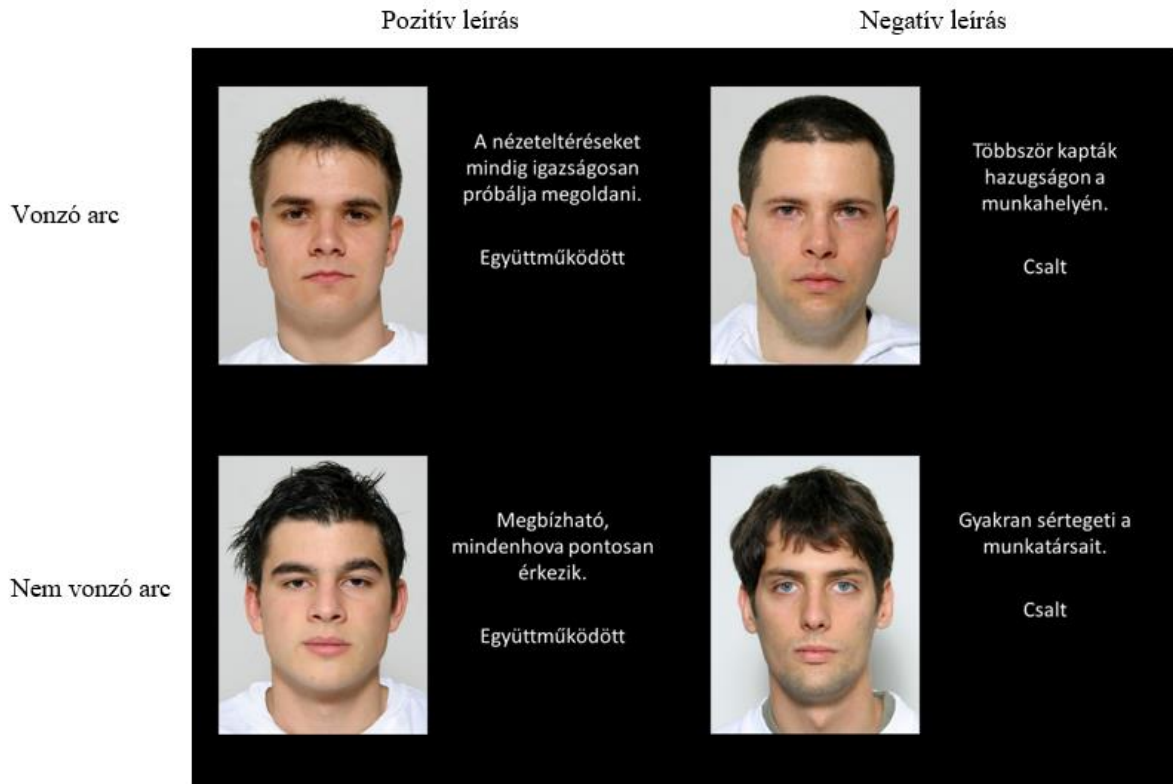 Pozitív leírás
Negatív leírás
Vonzó arc
A nézeteltéréseket
mindig igazságosan
próbálja megoldani.
Együttműködött
Többször kapták
hazugságon a
munkahelyén.
Csalt
Nem vonzó arc
Megbízható,
mindenhova pontosan
érkezik.
Együttműködött
Gyakran sértegeti a
munkatársait.
Csalt